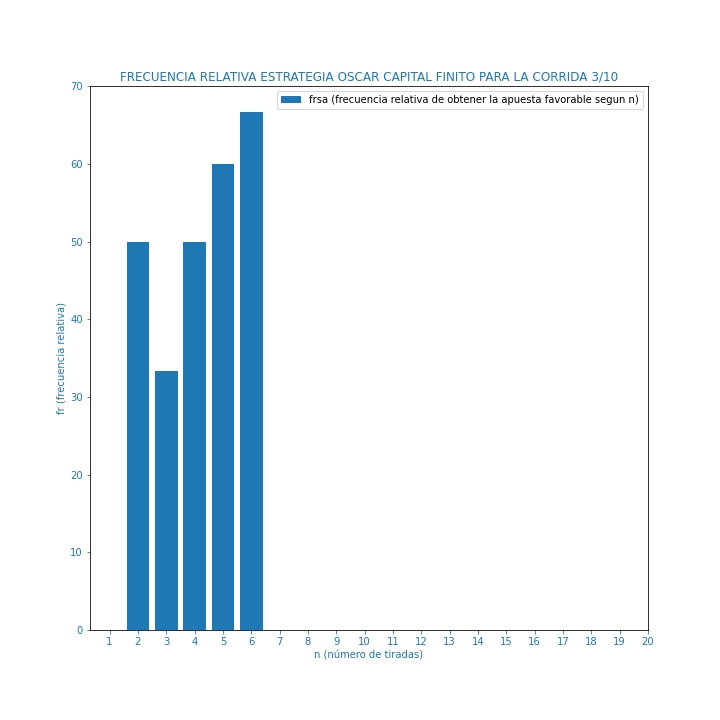 FRECUENCIA RELATIVA ESTRATEGIA OSCAR CAPITAL FINITO PARA LA CORRIDA 3/10
frsa (frecuencia relativa de obtener la apuesta favorable segun n)
fr (frecuencia relativa)
70
60
50
40
30
20
10
0
1 2 3 4 5 6 7 8 9 10 11 12 13 14 15 16 17 18 19 20
n (número de tiradas)